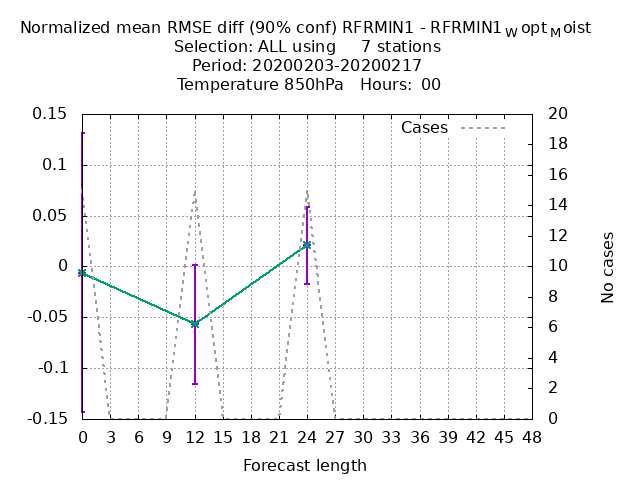 Normalized mean RMSE diff (90% conf) RFRMIN1 - RFRMIN1WoptMoist
Selection: ALL using 7 stations
Period: 20200203-20200217
Temperature 850hPa Hours: 00
Cases
0.15
0.1
0.05
0
-0.05
-0.1
-0.15
20
18
16
14
12
10
8
6
4
2
0
No cases
0 3 6 9 12 15 18 21 24 27 30 33 36 39 42 45 48
Forecast length